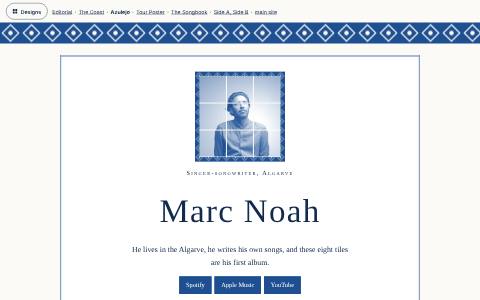 Designs Editorial · The Coast · Azulejo · Tour Poster · The Songbook · Side A, Side B · main site
Singer-songwriter, Algarve
Marc Noah
He lives in the Algarve, he writes his own songs, and these eight tiles
are his first album.
Spotify Apple Music YouTube